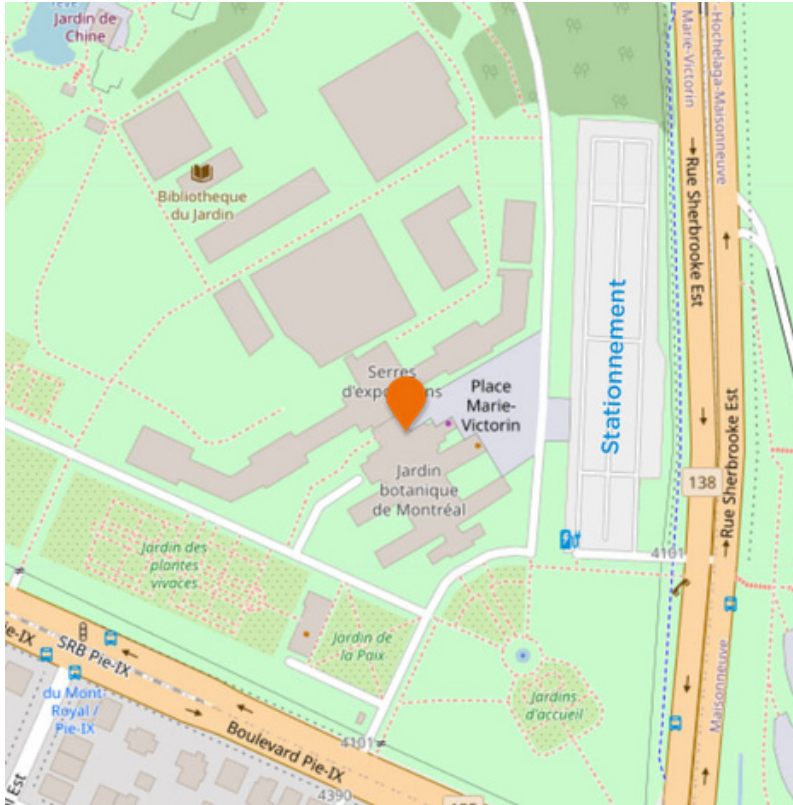 Jardin de
Chine
Marie-Victorin
-Hochelaga-Maisonneuve
Bibliotheque
du Jardin
Rue Sherbrooke Est
Stationnement
Serres
Place
Marie-
Victorin
Jardin
botanique
de Montréal
138
Rue Sherbrooke Est
Jardin des
plantes
vivaces
4101
Jardin de
la Paix
SRB Pie-IX
Pie-IX
du Mont-
Royal /
Pie-IX
Jardins
d'accueil
Maisonneuve
Boulevard Pie-IX
4101
4390
Est